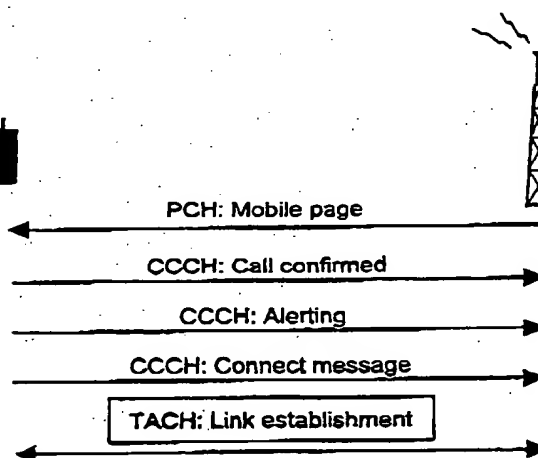 PCH: Mobile page
CCCH: Call confirmed
CCCH: Alerting
CCCH: Connect message
TACH: Link establishment